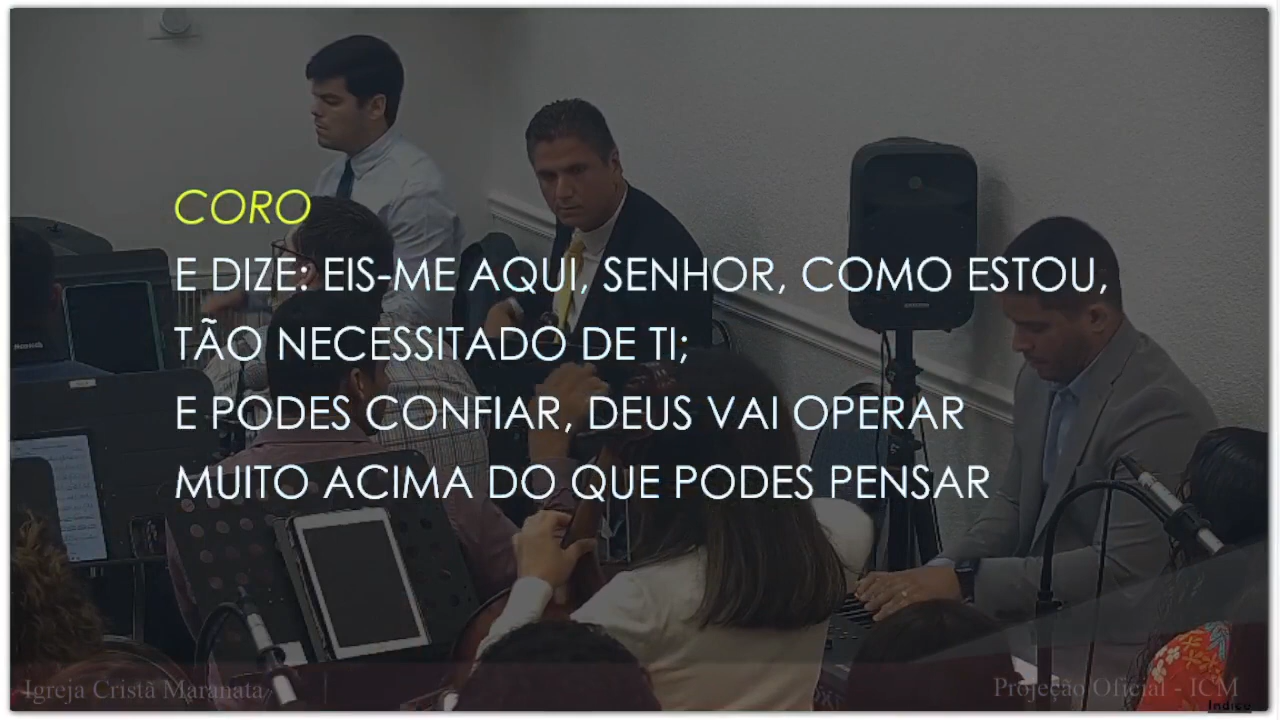 CORO
E DIZE: EIS-ME AQUI, SENHOR, COMO ESTOU,
TÃO NECESSITADO DE TI;
E PODES CONFIAR, DEUS VAI OPERAR
MUITO ACIMA DO QUE PODES PENSAR
Igreja Cristã Maranata
Projeção Oficial - ICM
Índice